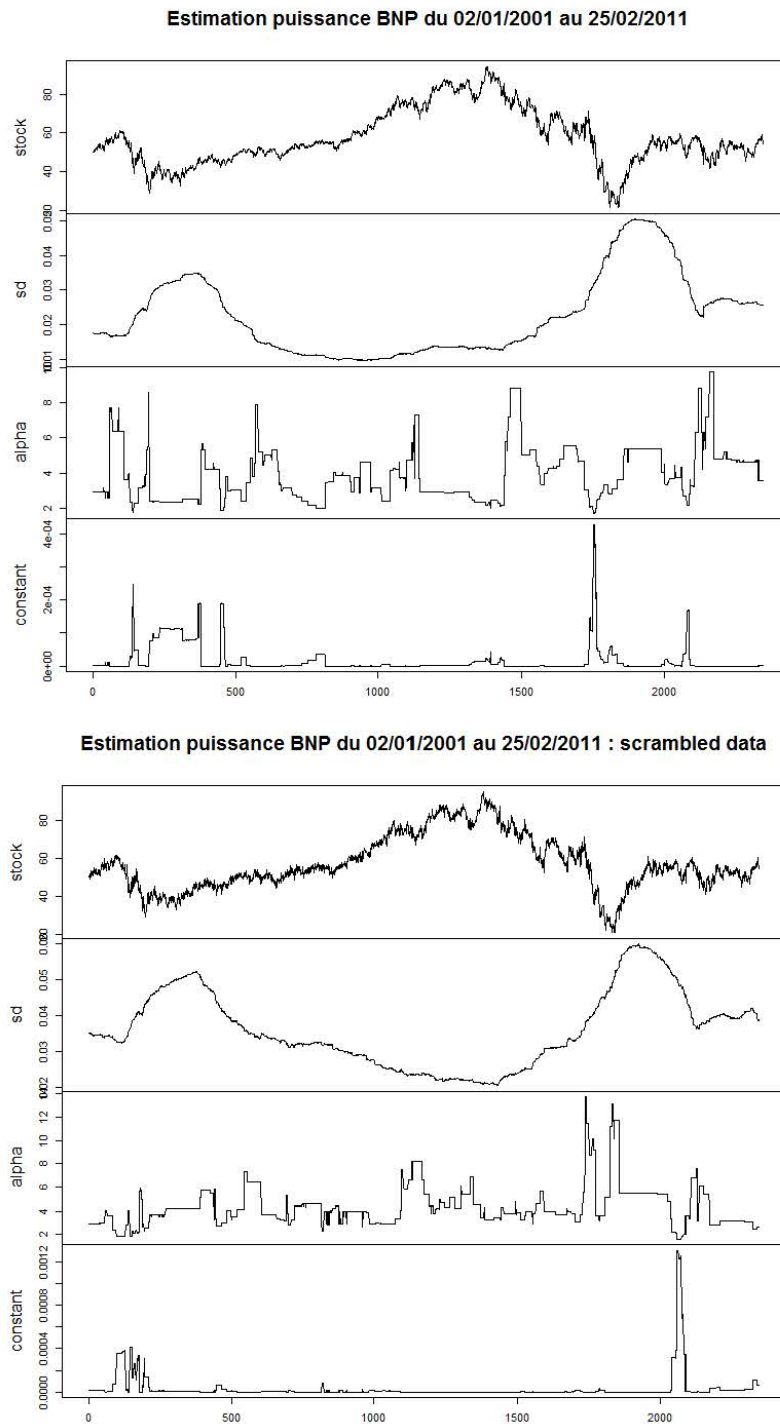 Estimation puissance BNP du 02/01/2001 au 25/02/2011
stock
80
60
40
sd
0.04
0.03
0.02
alpha
8
6
4
2
constant
4e-04
2e-04
0e+00
0
500
1000
1500
2000
Estimation puissance BNP du 02/01/2001 au 25/02/2011 : scrambled data
stock
80
60
40
sd
0.05
0.04
0.03
alpha
12
10
8
6
4
2
constant
0.0012
0.0008
0.0004
0.0000
0
500
1000
1500
2000